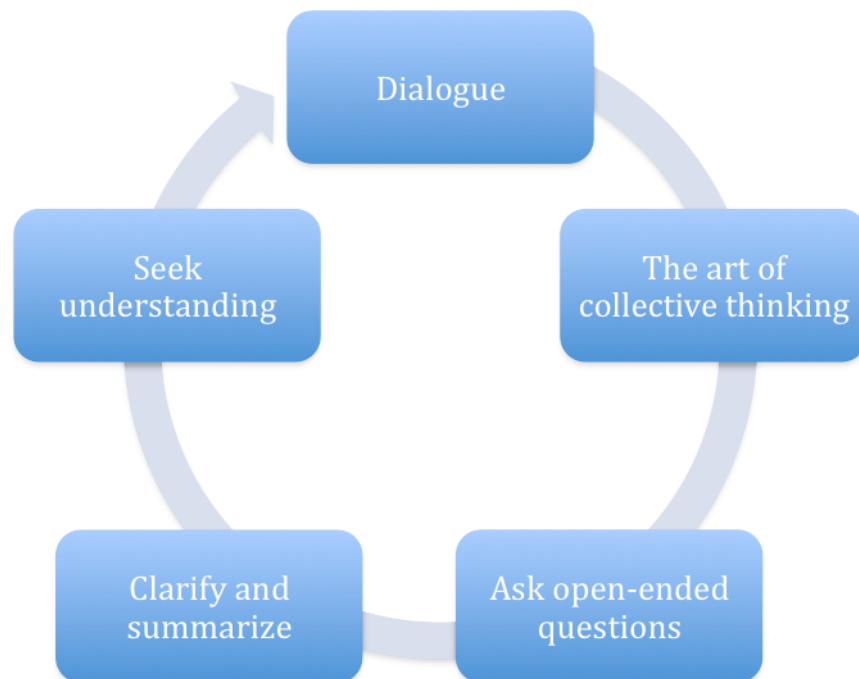 Dialogue
The art of
collective thinking
Ask open-ended
questions
Clarify and
summarize
Seek
understanding